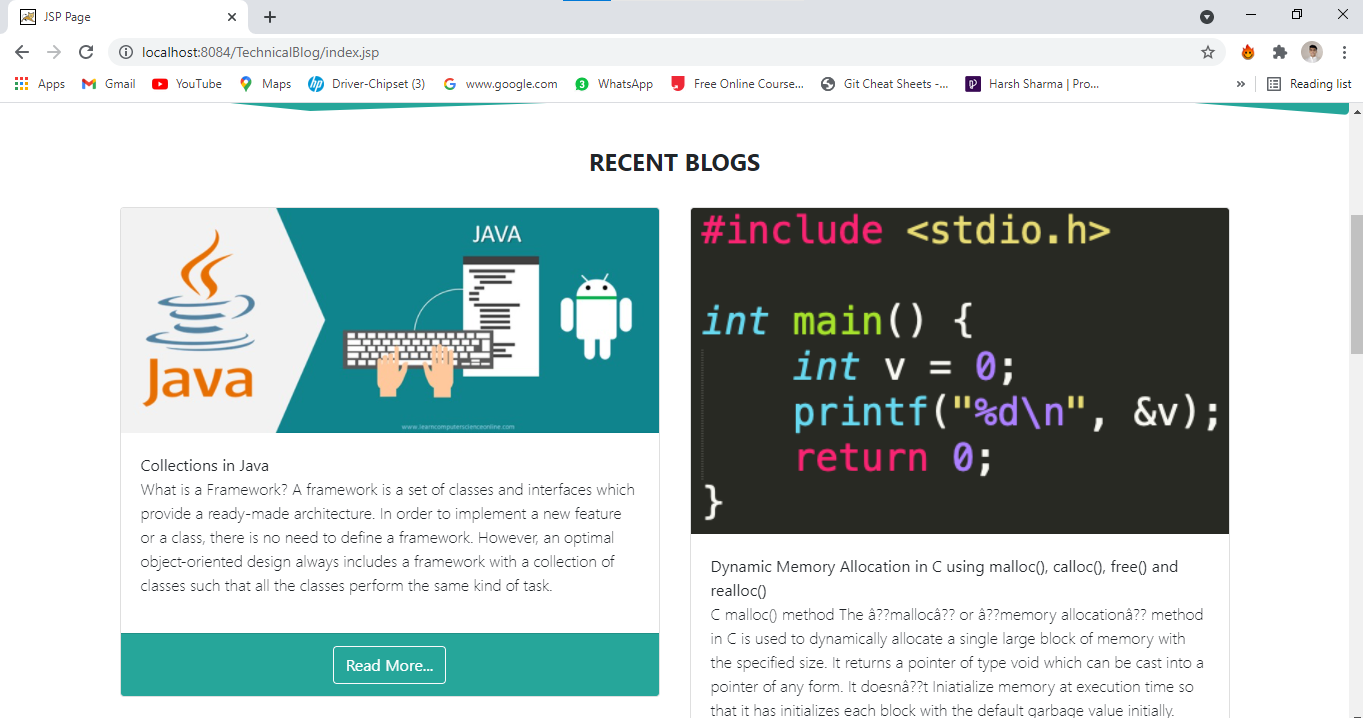 JSP Page
localhost:8084/TechnicalBlog/index.jsp
Apps Gmail YouTube Maps Driver-Chipset (3) www.google.com 3 WhatsApp Free Online Course... Git Cheat Sheets -... Harsh Sharma | Pro... » Reading list
RECENT BLOGS
Java
JAVA
www.learncomputerscienceonline.com
Collections in Java
What is a Framework? A framework is a set of classes and interfaces which
provide a ready-made architecture. In order to implement a new feature
or a class, there is no need to define a framework. However, an optimal
object-oriented design always includes a framework with a collection of
classes such that all the classes perform the same kind of task.
Read More...
#include <stdio.h>
int main() {
int v = 0;
printf("%d\n", &v);
return 0;
}
Dynamic Memory Allocation in C using malloc(), calloc(), free() and
realloc()
C malloc() method The â??mallocâ?? or â??memory allocationâ?? method
in C is used to dynamically allocate a single large block of memory with
the specified size. It returns a pointer of type void which can be cast into a
pointer of any form. It doesnâ??t Iniatialize memory at execution time so
that it has initializes each block with the default garbage value initially.